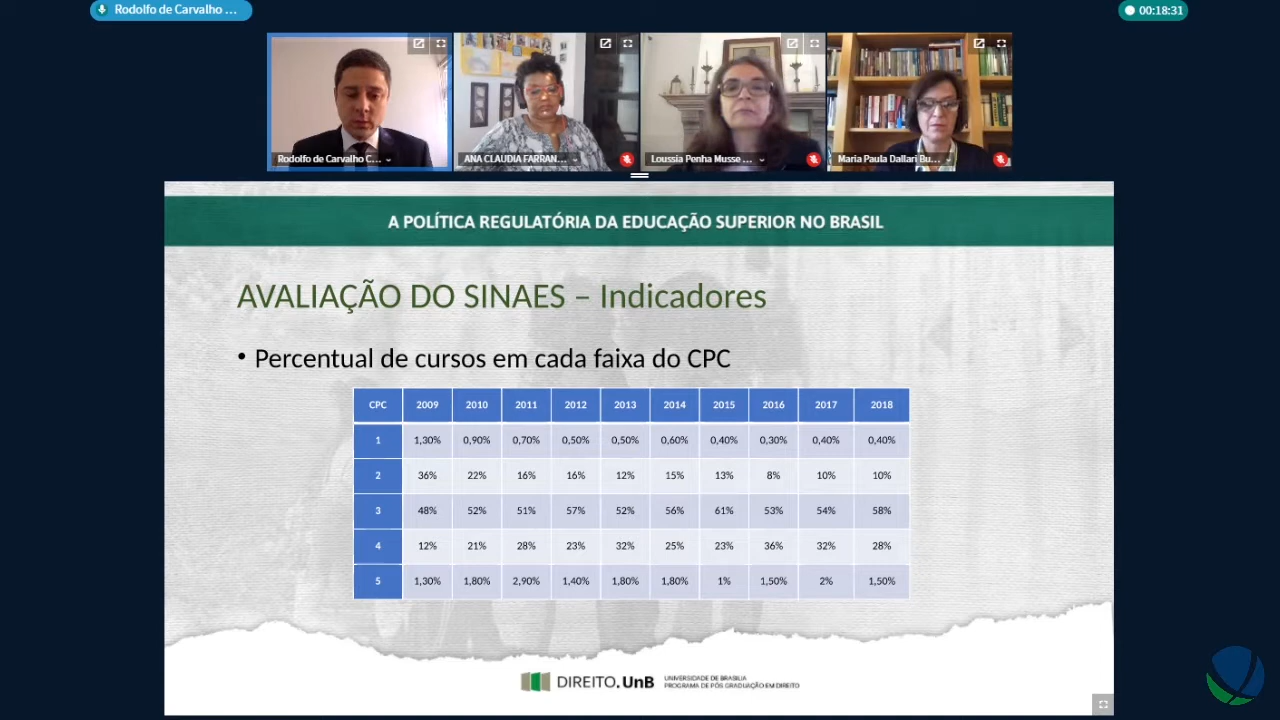 Rodolfo de Carvalho ...
00:18:31
Rodolfo de Carvalho C...
ANA CLAUDIA FARRAN...
Loussia Penha Musse ...
Maria Paula Dallari Bu...
A POLÍTICA REGULATÓRIA DA EDUCAÇÃO SUPERIOR NO BRASIL
AVALIAÇÃO DO SINAES – Indicadores
• Percentual de cursos em cada faixa do CPC
CPC 2009 2010 2011 2012 2013 2014 2015 2016 2017 2018
1 1,30% 0,90% 0,70% 0,50% 0,50% 0,60% 0,40% 0,30% 0,40% 0,40%
2 36% 22% 16% 16% 12% 15% 13% 8% 10% 10%
3 48% 52% 51% 57% 52% 56% 61% 53% 54% 58%
4 12% 21% 28% 23% 32% 25% 23% 36% 32% 28%
5 1,30% 1,80% 2,90% 1,40% 1,80% 1,80% 1% 1,50% 2% 1,50%
DIREITO.UnB
UNIVERSIDADE DE BRASILIA
PROGRAMA DE PÓS-GRADUAÇÃO EM DIREITO